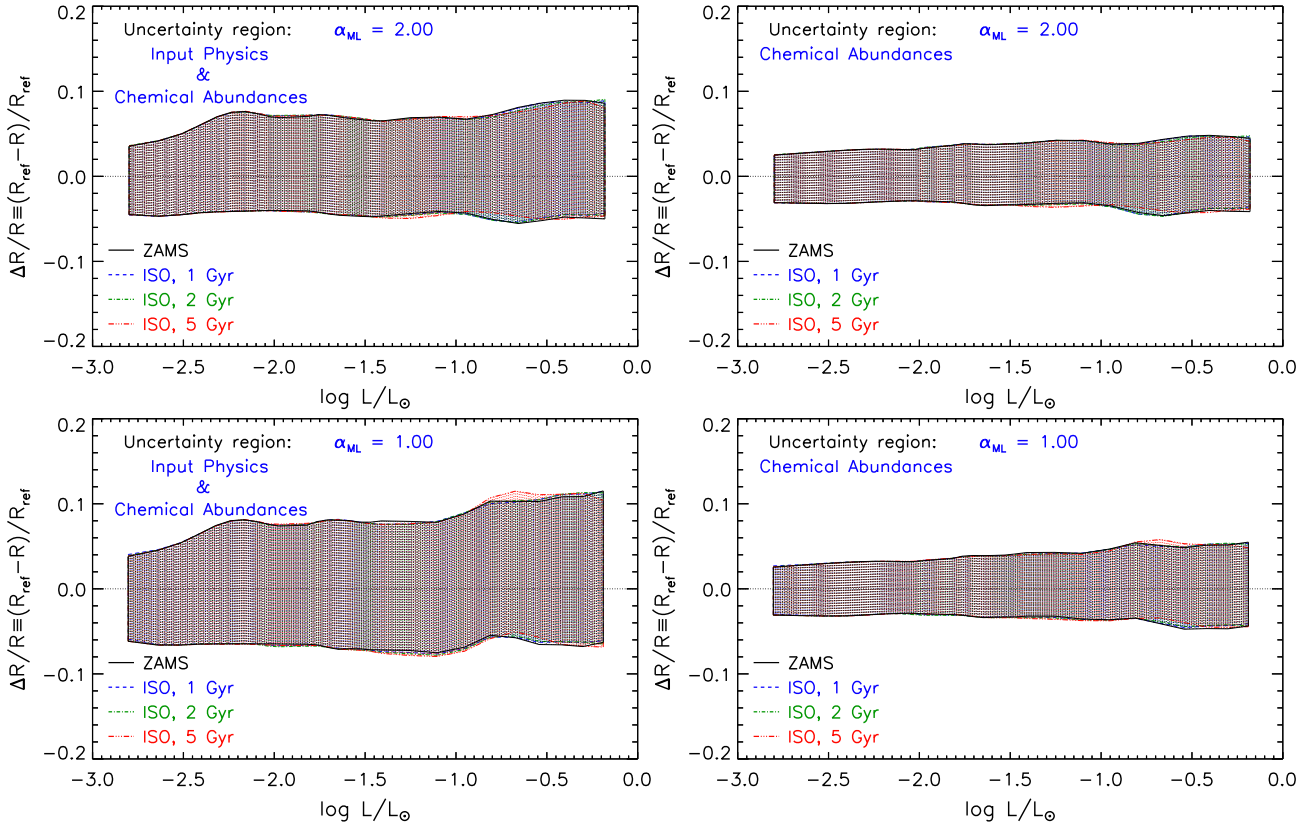 Uncertainty region: α_ML = 2.00
Input Physics
&
Chemical Abundances
ΔR/R≡(R_ref−R)/R_ref
0.2
0.1
0.0
−0.1
−0.2
ZAMS
ISO, 1 Gyr
ISO, 2 Gyr
ISO, 5 Gyr
−3.0 −2.5 −2.0 −1.5 −1.0 −0.5 0.0
log L/L☉
Uncertainty region: α_ML = 2.00
Chemical Abundances
ΔR/R≡(R_ref−R)/R_ref
0.2
0.1
0.0
−0.1
−0.2
ZAMS
ISO, 1 Gyr
ISO, 2 Gyr
ISO, 5 Gyr
−3.0 −2.5 −2.0 −1.5 −1.0 −0.5 0.0
log L/L☉
Uncertainty region: α_ML = 1.00
Input Physics
&
Chemical Abundances
ΔR/R≡(R_ref−R)/R_ref
0.2
0.1
0.0
−0.1
−0.2
ZAMS
ISO, 1 Gyr
ISO, 2 Gyr
ISO, 5 Gyr
−3.0 −2.5 −2.0 −1.5 −1.0 −0.5 0.0
log L/L☉
Uncertainty region: α_ML = 1.00
Chemical Abundances
ΔR/R≡(R_ref−R)/R_ref
0.2
0.1
0.0
−0.1
−0.2
ZAMS
ISO, 1 Gyr
ISO, 2 Gyr
ISO, 5 Gyr
−3.0 −2.5 −2.0 −1.5 −1.0 −0.5 0.0
log L/L☉